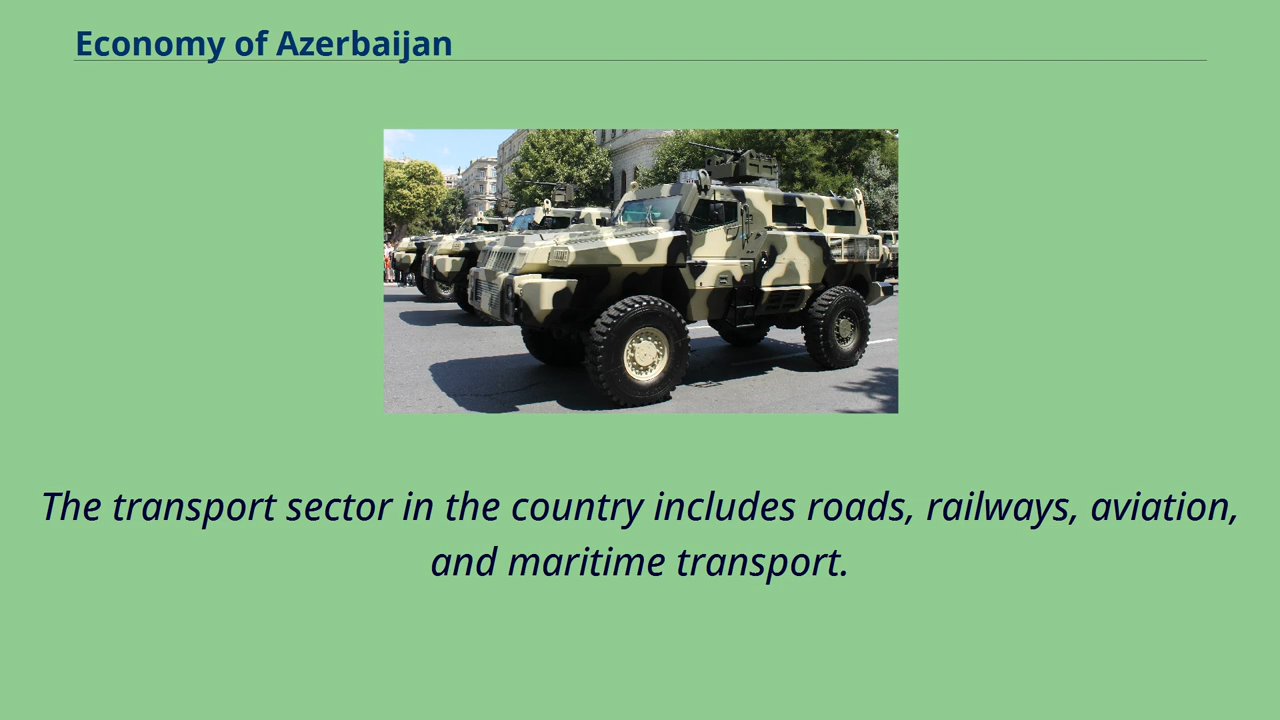 Economy of Azerbaijan
The transport sector in the country includes roads, railways, aviation,
and maritime transport.